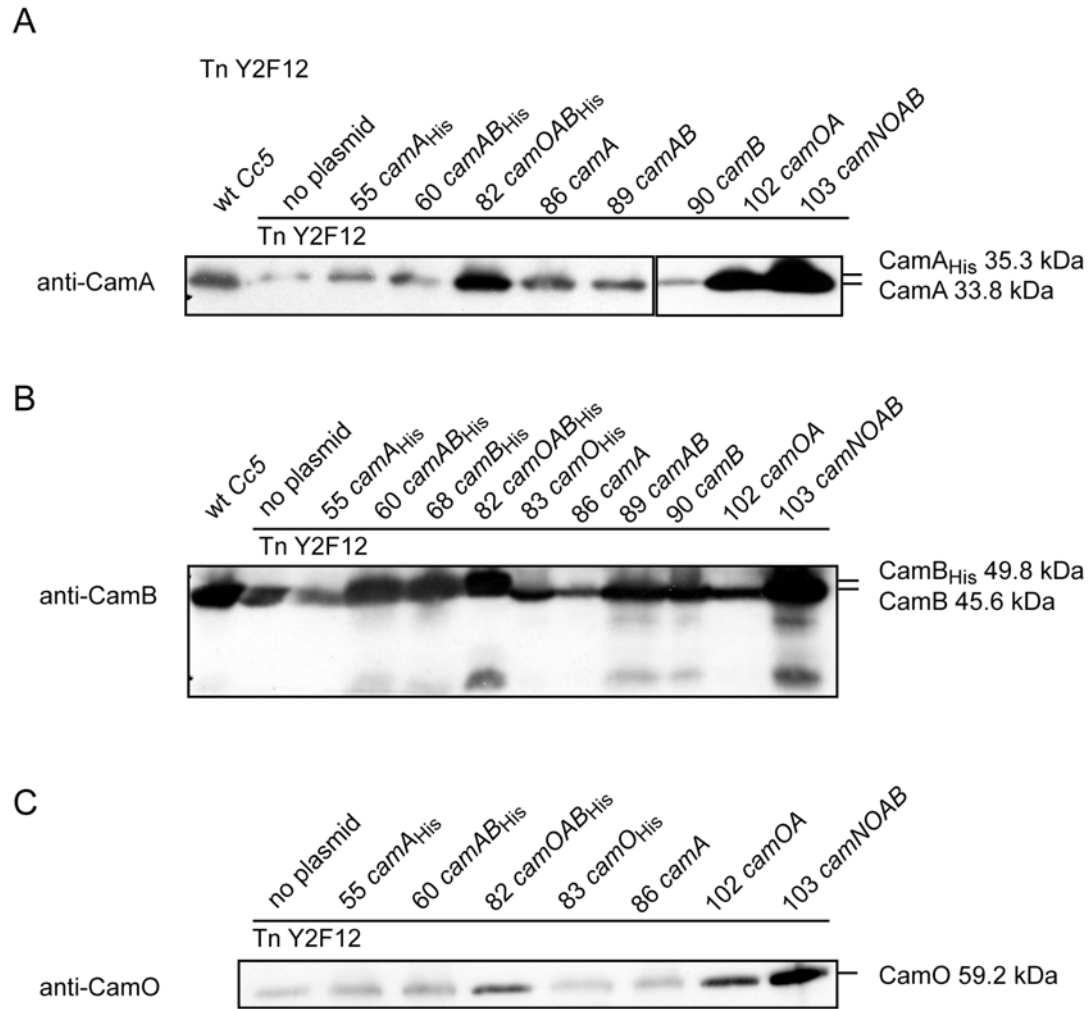 A
Tn Y2F12
wt Cc5
no plasmid
55 camAHis
60 camABHis
82 camOABHis
86 camA
89 camAB
90 camB
102 camOA
103 camNOAB
Tn Y2F12
anti-CamA
CamAHis 35.3 kDa
CamA 33.8 kDa
B
wt Cc5
no plasmid
55 camAHis
60 camABHis
68 camBHis
82 camOABHis
83 camOHis
86 camA
89 camAB
90 camB
102 camOA
103 camNOAB
Tn Y2F12
anti-CamB
CamBHis 49.8 kDa
CamB 45.6 kDa
C
no plasmid
55 camAHis
60 camABHis
82 camOABHis
83 camOHis
86 camA
102 camOA
103 camNOAB
Tn Y2F12
anti-CamO
CamO 59.2 kDa